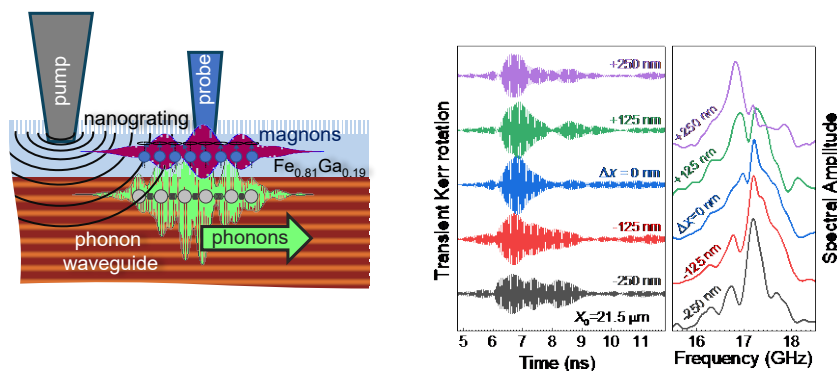 pump
probe
nanograting
magnons
Fe0.81Ga0.19
phonons
phonon
waveguide
Transient Kerr rotation
+250 nm
+125 nm
Δx = 0 nm
-125 nm
-250 nm
X0=21.5 μm
5 6 7 8 9 10 11
Time (ns)
+250 nm
+125 nm
Δx=0 nm
-125 nm
-250 nm
16 17 18
Frequency (GHz)
Spectral Amplitude